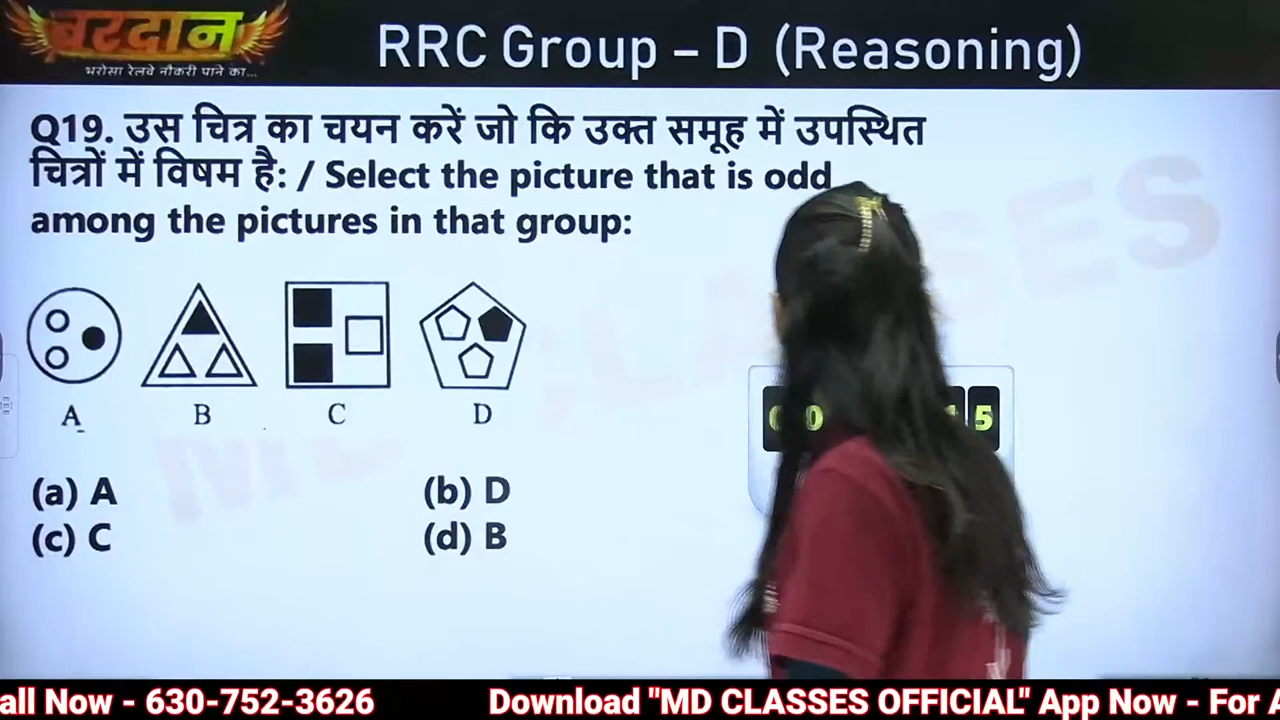 बरदान
भरोसा रेलवे नौकरी पाने का...
RRC Group – D (Reasoning)
Q19. उस चित्र का चयन करें जो कि उक्त समूह में उपस्थित
चित्रों में विषम है: / Select the picture that is odd
among the pictures in that group:
A B C D
(a) A (b) D
(c) C (d) B
all Now - 630-752-3626 Download "MD CLASSES OFFICIAL" App Now - For A